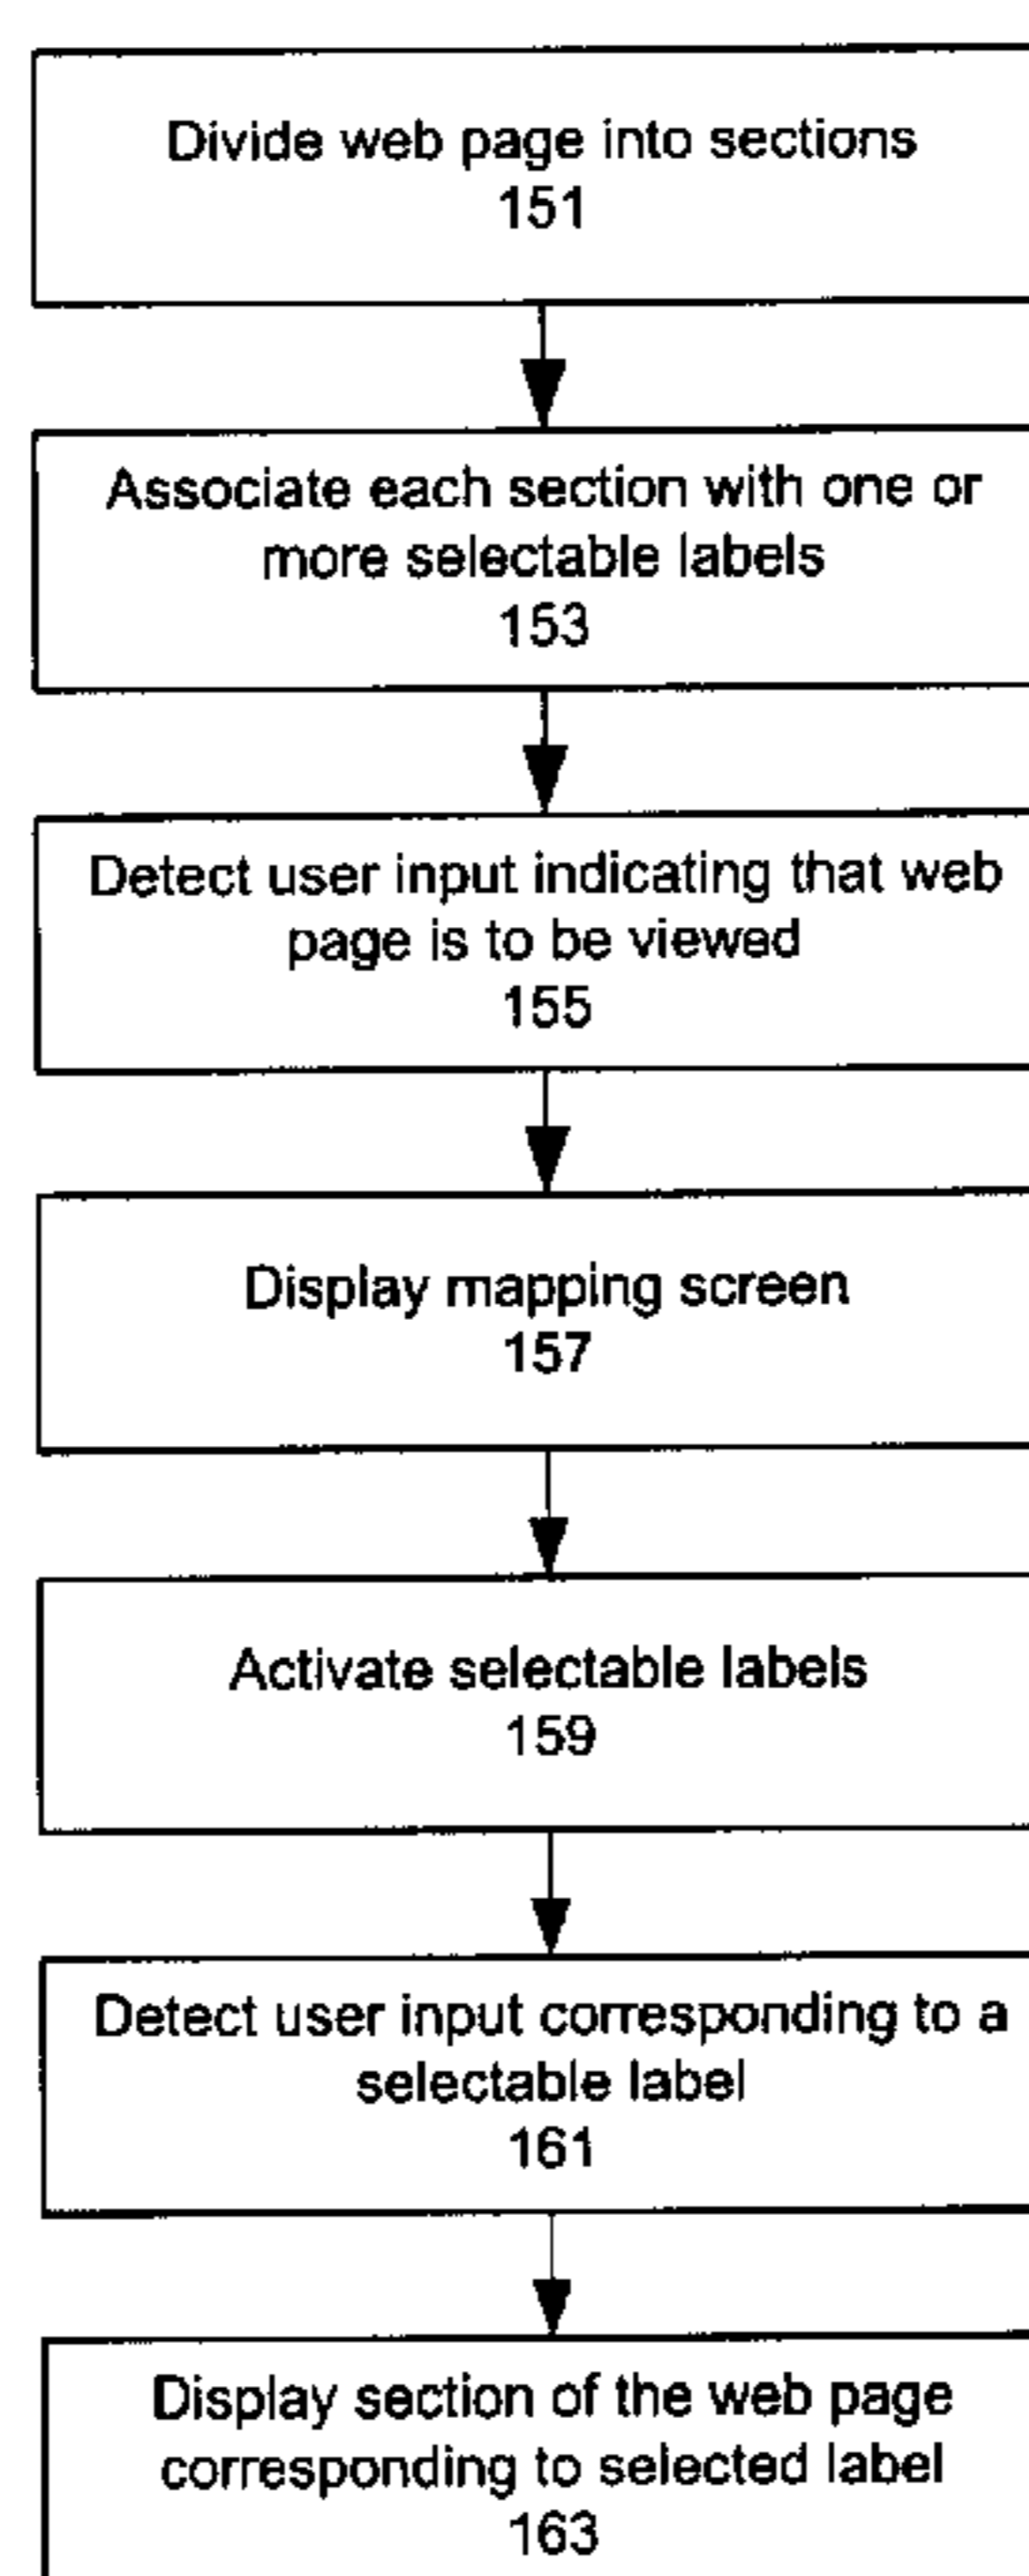 Divide web page into sections
151
Associate each section with one or
more selectable labels
153
Detect user input indicating that web
page is to be viewed
155
Display mapping screen
157
Activate selectable labels
159
Detect user input corresponding to a
selectable label
161
Display section of the web page
corresponding to selected label
163